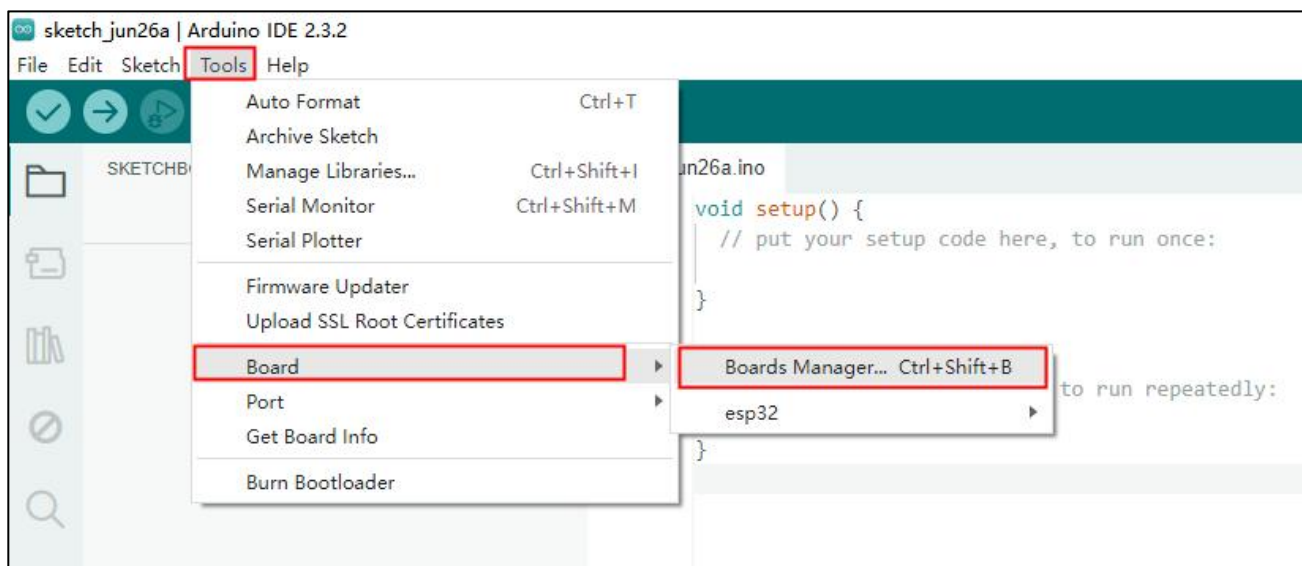 sketch_jun26a | Arduino IDE 2.3.2
File Edit Sketch Tools Help
Auto Format Ctrl+T
Archive Sketch
SKETCHB
Manage Libraries... Ctrl+Shift+I
un26a.ino
Serial Monitor Ctrl+Shift+M
void setup() {
Serial Plotter
// put your setup code here, to run once:
Firmware Updater
}
Upload SSL Root Certificates
Board
Boards Manager... Ctrl+Shift+B
to run repeatedly:
Port
esp32
Get Board Info
}
Burn Bootloader